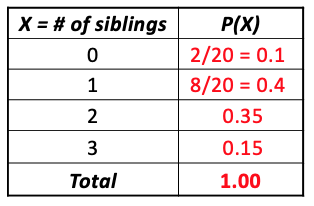 X = # of siblings P(X)
0 2/20 = 0.1
1 8/20 = 0.4
2 0.35
3 0.15
Total 1.00